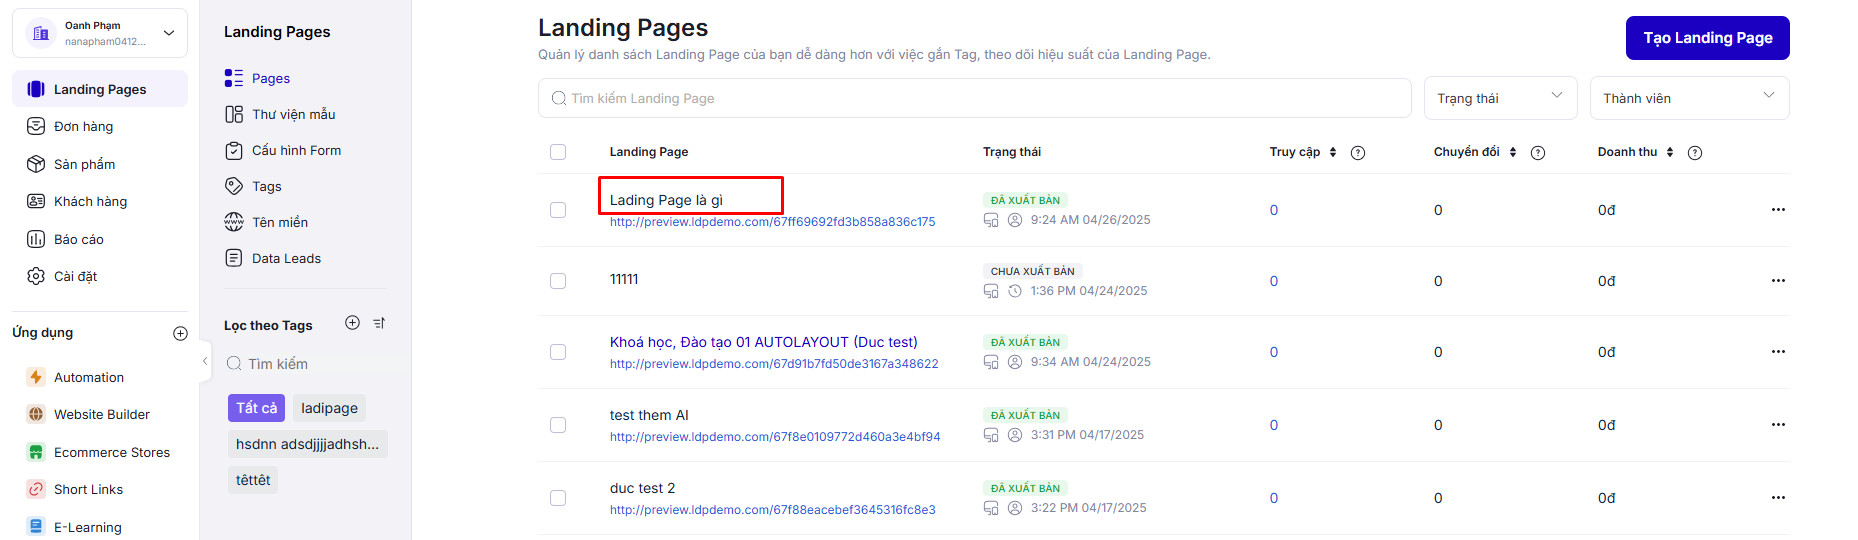 Oanh Phạm
nanapham0412...
Landing Pages
Đơn hàng
Sản phẩm
Khách hàng
Báo cáo
Cài đặt
Ứng dụng
Automation
Website Builder
Ecommerce Stores
Short Links
E-Learning
Landing Pages
Pages
Thư viện mẫu
Cấu hình Form
Tags
Tên miền
Data Leads
Lọc theo Tags
Tìm kiếm
Tất cả ladipage
hsdnn adsdjjjjadhsh...
têttêt
Landing Pages
Quản lý danh sách Landing Page của bạn dễ dàng hơn với việc gắn Tag, theo dõi hiệu suất của Landing Page.
Tạo Landing Page
Tìm kiếm Landing Page Trạng thái Thành viên
Landing Page Trạng thái Truy cập Chuyển đổi Doanh thu
Lading Page là gì ĐÃ XUẤT BẢN
http://preview.ldpdemo.com/67ff69692fd3b858a836c175 9:24 AM 04/26/2025 0 0 0đ
11111 CHƯA XUẤT BẢN
1:36 PM 04/24/2025 0 0 0đ
Khoá học, Đào tạo 01 AUTOLAYOUT (Duc test) ĐÃ XUẤT BẢN
http://preview.ldpdemo.com/67d91b7fd50de3167a348622 9:34 AM 04/24/2025 0 0 0đ
test them AI ĐÃ XUẤT BẢN
http://preview.ldpdemo.com/67f8e0109772d460a3e4bf94 3:31 PM 04/17/2025 0 0 0đ
duc test 2 ĐÃ XUẤT BẢN
http://preview.ldpdemo.com/67f88eacebef3645316fc8e3 3:22 PM 04/17/2025 0 0 0đ